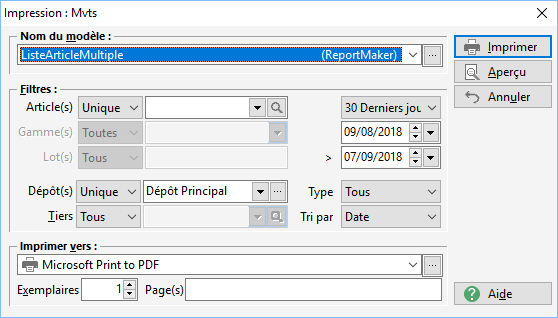 Impression : Mvts
Nom du modèle :
ListeArticleMultiple (ReportMaker) ...
Imprimer
Aperçu
Annuler
Filtres :
Article(s) Unique 30 Derniers jou
Gamme(s) Toutes 09/08/2018
Lot(s) Tous > 07/09/2018
Dépôt(s) Unique Dépôt Principal ... Type Tous
Tiers Tous Tri par Date
Imprimer vers :
Microsoft Print to PDF ...
Exemplaires 1 Page(s)
Aide